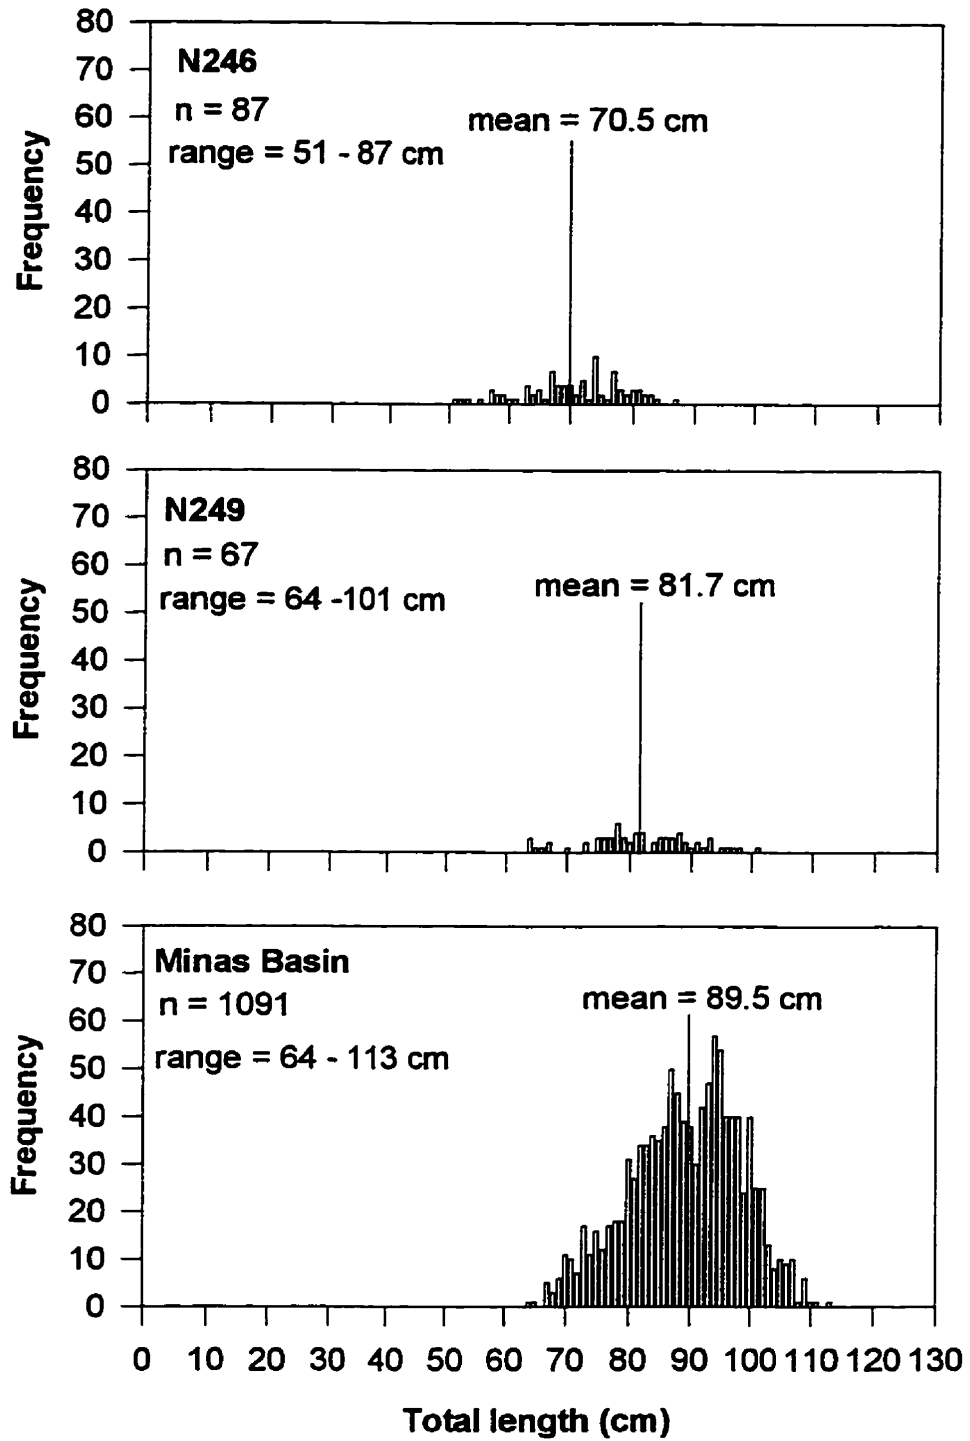 80
70
60
50
40
30
20
10
0
Frequency
N246
n = 87
range = 51 - 87 cm
mean = 70.5 cm
80
70
60
50
40
30
20
10
0
Frequency
N249
n = 67
range = 64 -101 cm
mean = 81.7 cm
80
70
60
50
40
30
20
10
0
Frequency
Minas Basin
n = 1091
range = 64 - 113 cm
mean = 89.5 cm
0 10 20 30 40 50 60 70 80 90 100 110 120 130
Total length (cm)